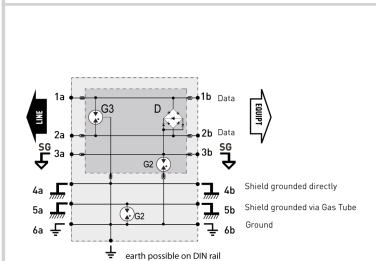 1a G3 D 1b Data
LINE EQUIPT
2a 2b Data
SG 3a 3b SG
G2
4a 4b Shield grounded directly
5a G2 5b Shield grounded via Gas Tube
6a 6b Ground
earth possible on DIN rail